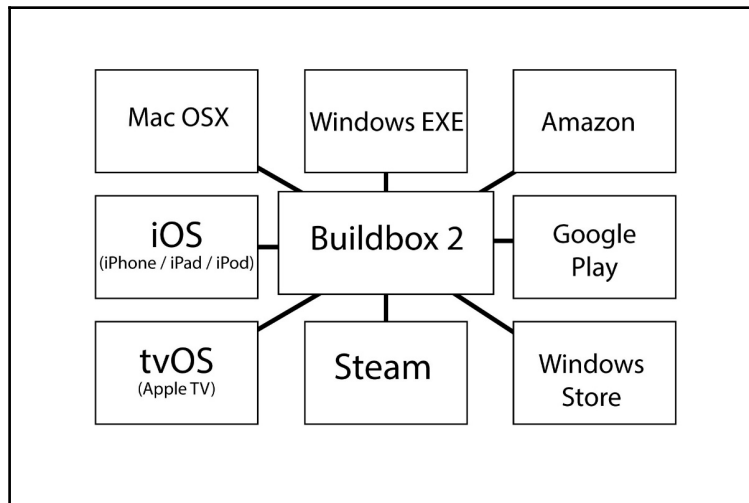 Mac OSX
Windows EXE
Amazon
iOS
(iPhone / iPad / iPod)
Buildbox 2
Google
Play
tvOS
(Apple TV)
Steam
Windows
Store